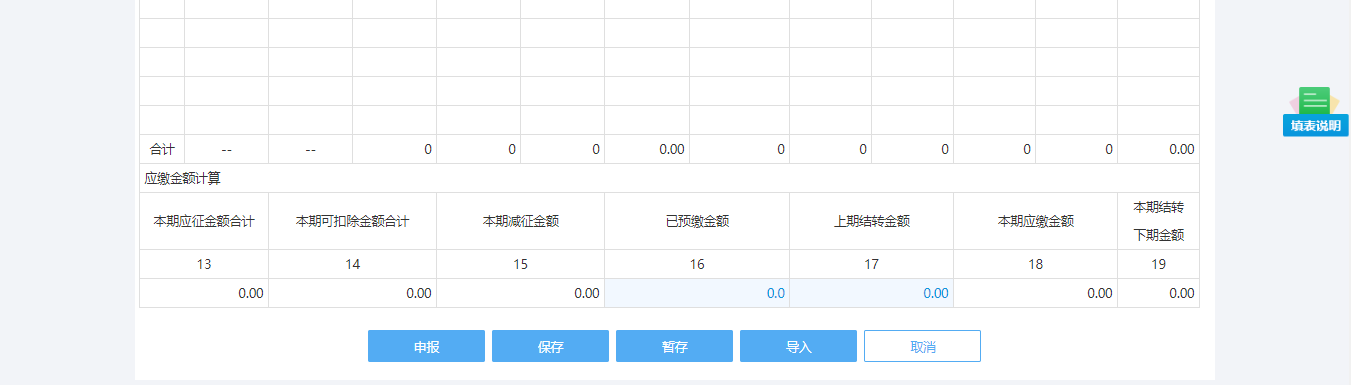 填表说明
合计 -- -- 0 0 0 0.00 0 0 0 0 0 0.00
应缴金额计算
本期应征金额合计 本期可扣除金额合计 本期减征金额 已预缴金额 上期结转金额 本期应缴金额 本期结转
下期金额
13 14 15 16 17 18 19
0.00 0.00 0.00 0.0 0.00 0.00 0.00
申报 保存 暂存 导入 取消